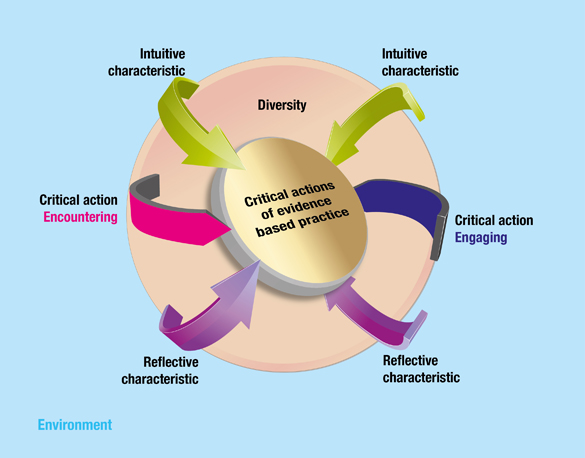 Intuitive
characteristic
Intuitive
characteristic
Diversity
Critical actions
of evidence
based practice
Critical action
Encountering
Critical action
Engaging
Reflective
characteristic
Reflective
characteristic
Environment